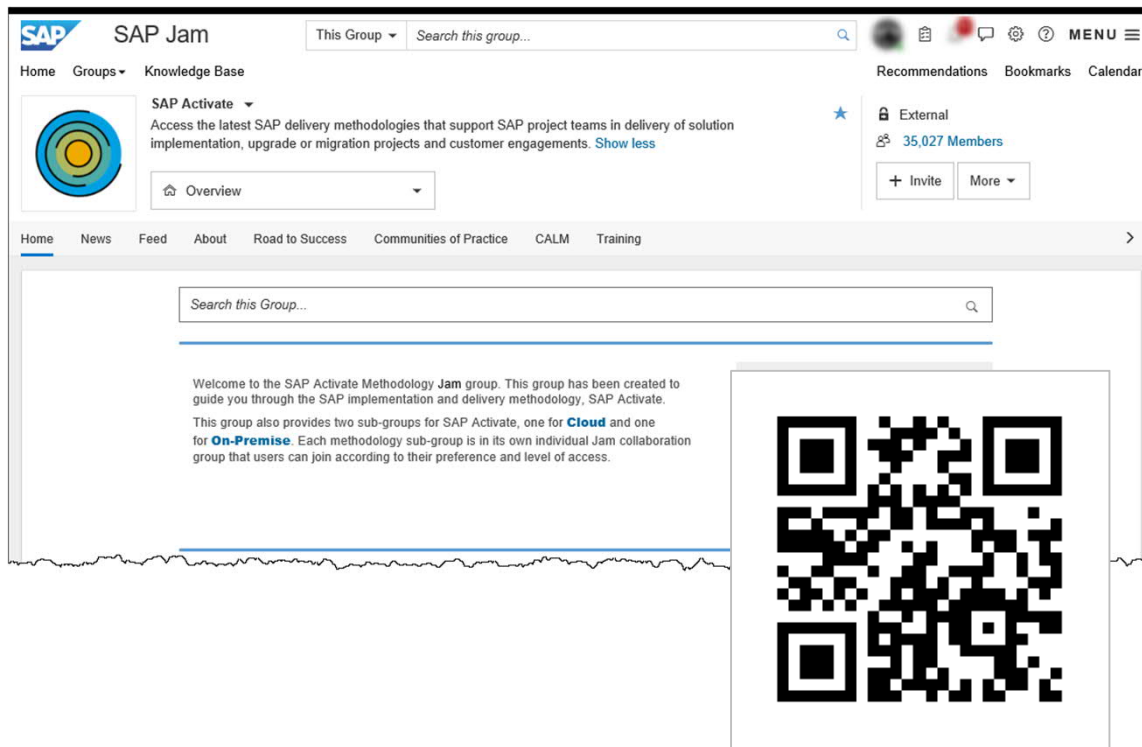 SAP SAP Jam This Group Search this group... MENU
Home Groups Knowledge Base Recommendations Bookmarks Calendar
SAP Activate
Access the latest SAP delivery methodologies that support SAP project teams in delivery of solution
implementation, upgrade or migration projects and customer engagements. Show less
External
35,027 Members
Overview
+ Invite More
Home News Feed About Road to Success Communities of Practice CALM Training
Search this Group...
Welcome to the SAP Activate Methodology Jam group. This group has been created to
guide you through the SAP implementation and delivery methodology, SAP Activate.
This group also provides two sub-groups for SAP Activate, one for Cloud and one
for On-Premise. Each methodology sub-group is in its own individual Jam collaboration
group that users can join according to their preference and level of access.